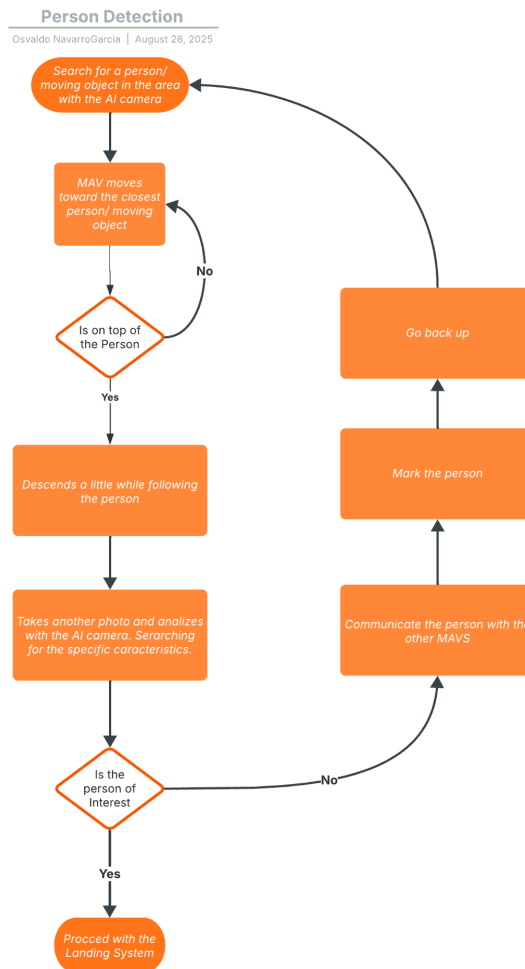 Person Detection
Osvaldo NavarroGarcia | August 26, 2025
Search for a person/
moving object in the area
with the AI camera
MAV moves
toward the closest
person/ moving
object
No
Is on top of
the Person
Yes
Descends a little while following
the person
Takes another photo and analizes
with the AI camera. Serarching
for the specific caracteristics.
Is the
person of
Interest
No
Yes
Procced with the
Landing System
Communicate the person with the
other MAVS
Mark the person
Go back up